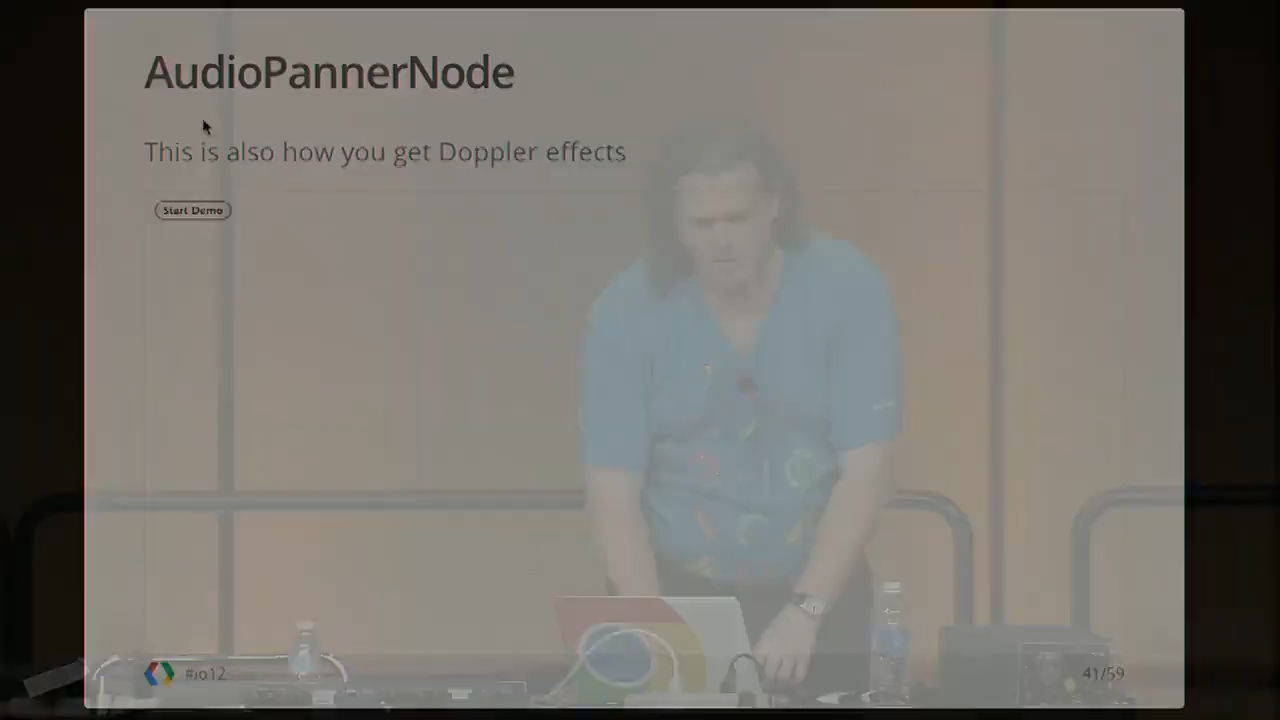 AudioPannerNode
This is also how you get Doppler effects
Start Demo
#io12
41/59